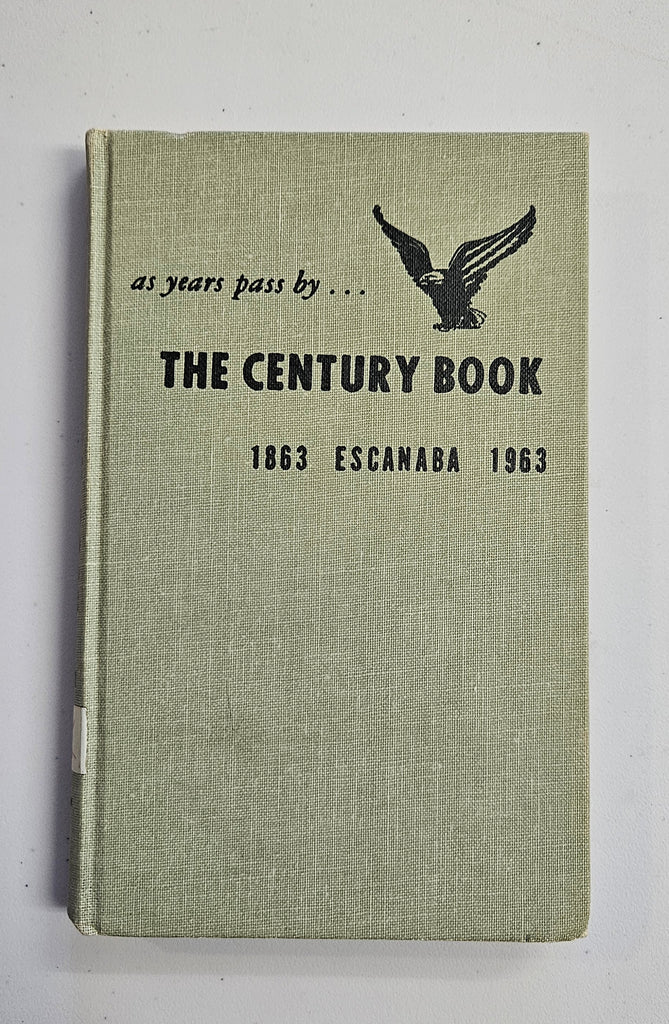 as years pass by . . .
THE CENTURY BOOK
1863 ESCANABA 1963